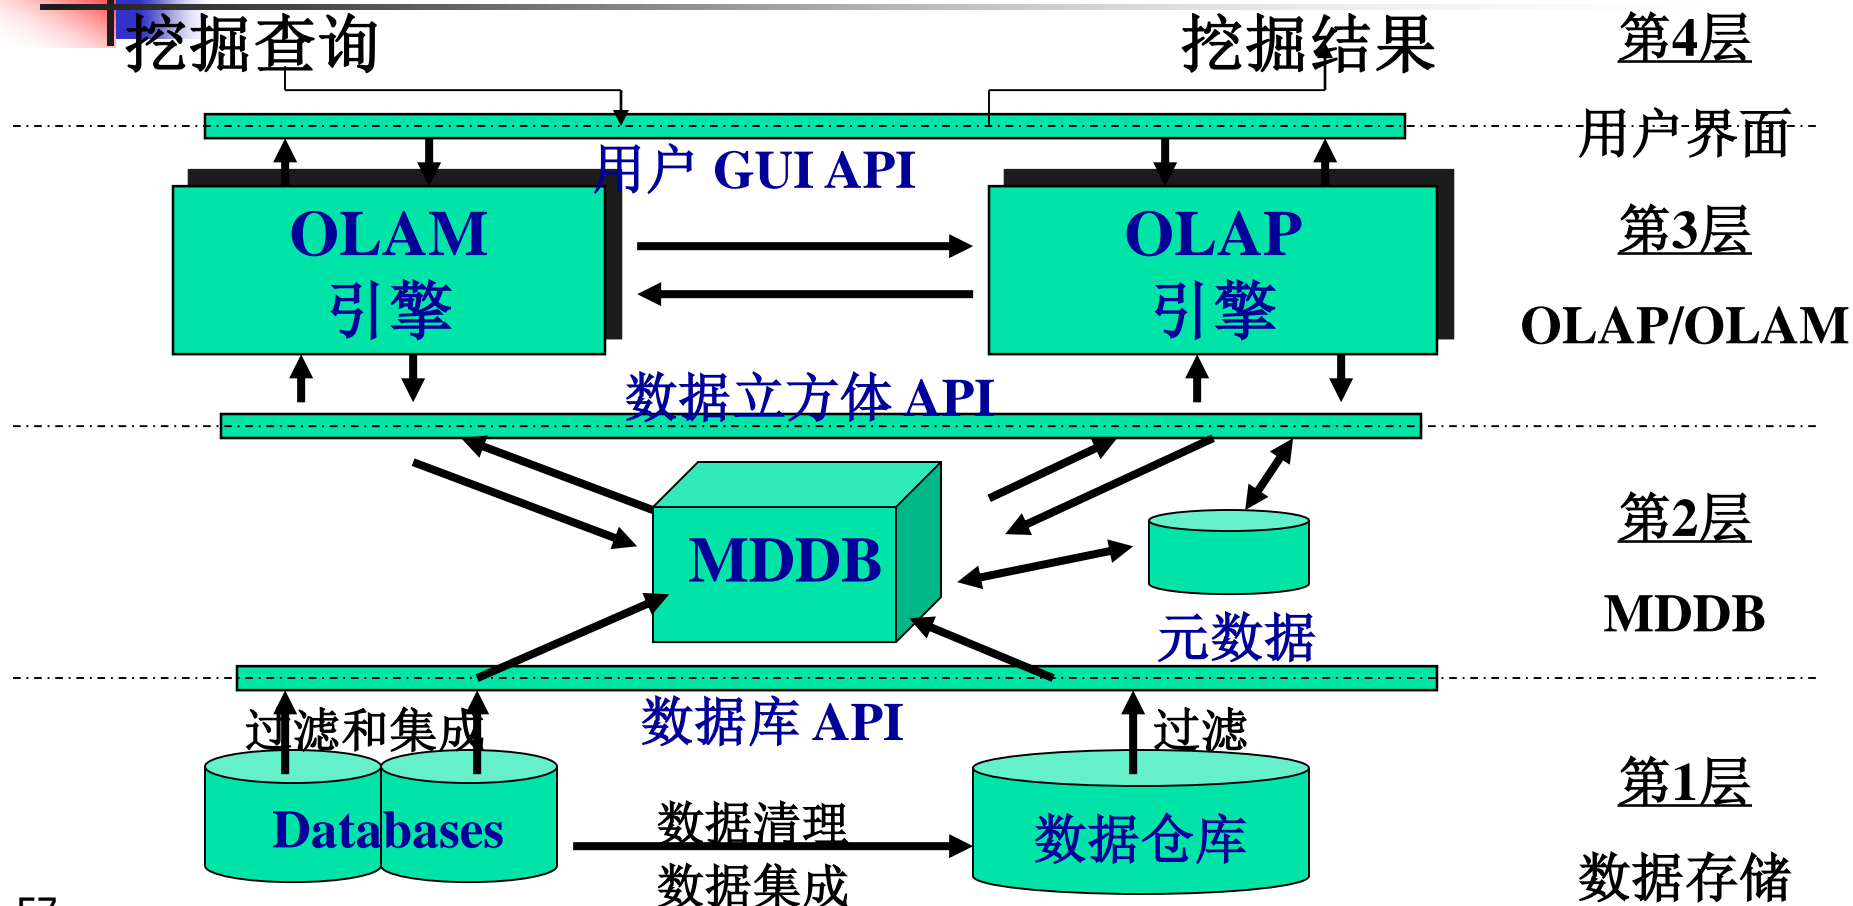 挖掘查询
挖掘结果
第4层
用户界面
用户 GUI API
OLAM
引擎
OLAP
引擎
第3层
OLAP/OLAM
数据立方体 API
MDDB
元数据
第2层
MDDB
过滤和集成
数据库 API
过滤
Databases
数据清理
数据集成
数据仓库
第1层
数据存储
57